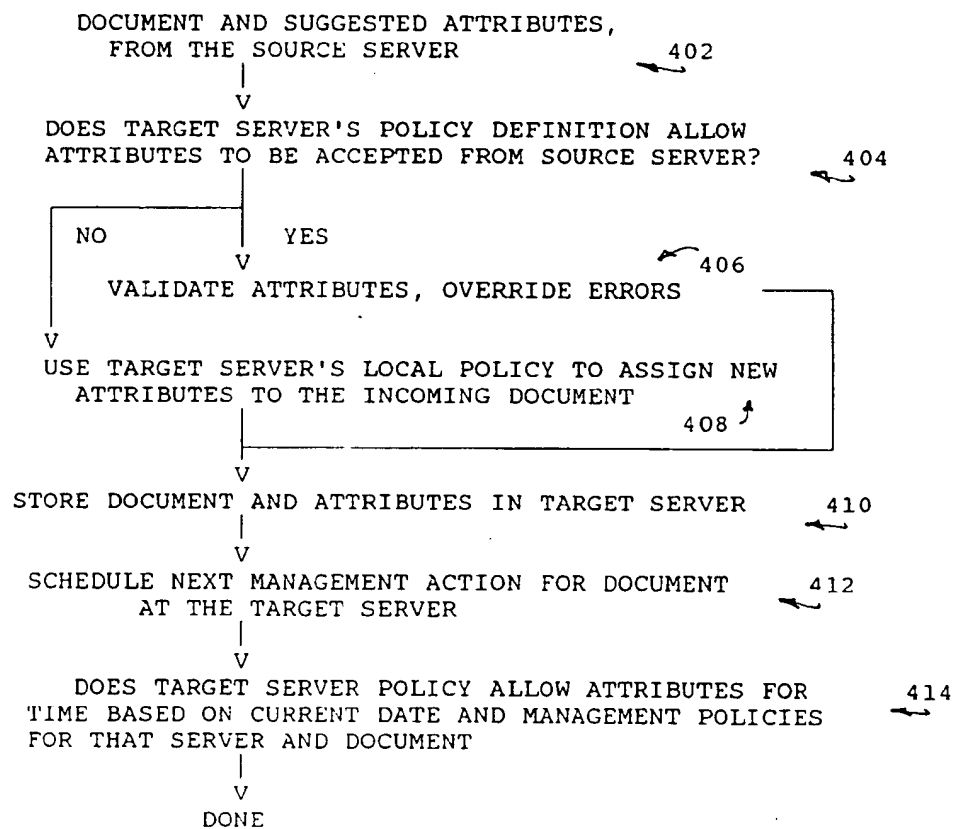 DOCUMENT AND SUGGESTED ATTRIBUTES,
FROM THE SOURCE SERVER 402
V
DOES TARGET SERVER'S POLICY DEFINITION ALLOW
ATTRIBUTES TO BE ACCEPTED FROM SOURCE SERVER? 404
NO YES
V
406
VALIDATE ATTRIBUTES, OVERRIDE ERRORS
V
USE TARGET SERVER'S LOCAL POLICY TO ASSIGN NEW
ATTRIBUTES TO THE INCOMING DOCUMENT
408
V
STORE DOCUMENT AND ATTRIBUTES IN TARGET SERVER 410
V
SCHEDULE NEXT MANAGEMENT ACTION FOR DOCUMENT 412
AT THE TARGET SERVER
V
DOES TARGET SERVER POLICY ALLOW ATTRIBUTES FOR 414
TIME BASED ON CURRENT DATE AND MANAGEMENT POLICIES
FOR THAT SERVER AND DOCUMENT
V
DONE